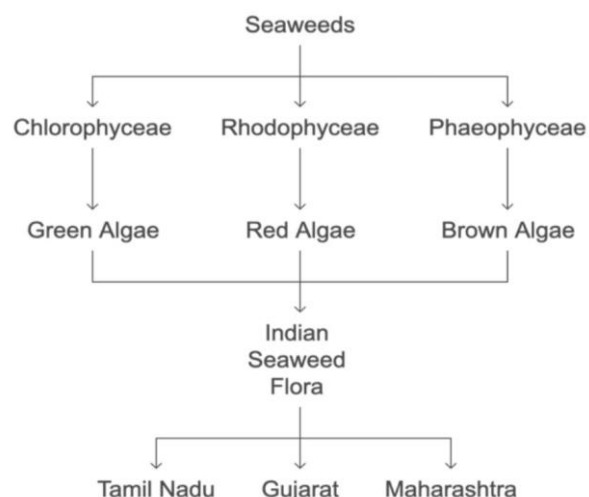 Seaweeds
Chlorophyceae Rhodophyceae Phaeophyceae
Green Algae Red Algae Brown Algae
Indian
Seaweed
Flora
Tamil Nadu Gujarat Maharashtra